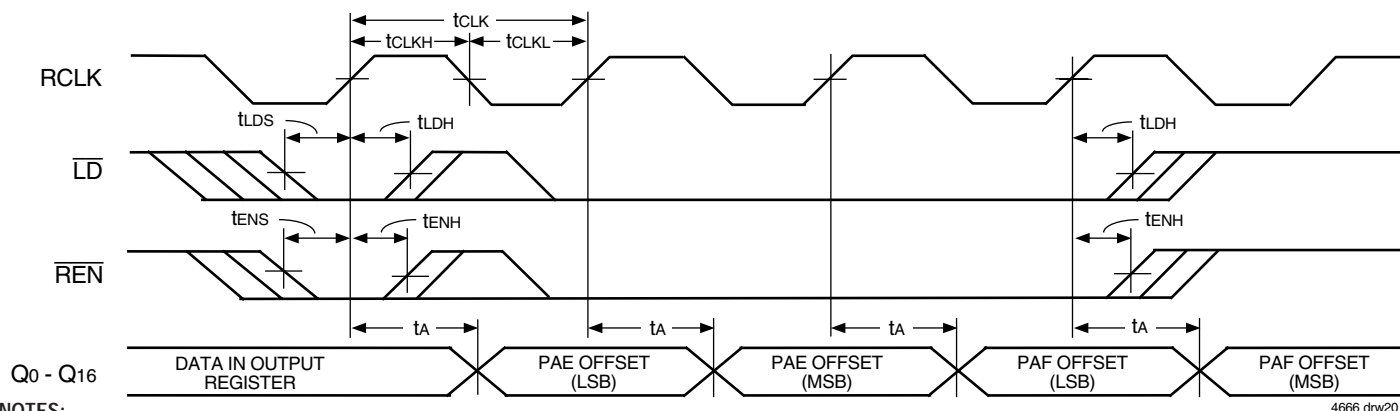 tCLK
tCLKH
tCLKL
RCLK
tLDS
tLDH
tLDH
LD
tENS
tENH
tENH
REN
tA
tA
tA
tA
Q0 - Q16
DATA IN OUTPUT
REGISTER
PAE OFFSET
(LSB)
PAE OFFSET
(MSB)
PAF OFFSET
(LSB)
PAF OFFSET
(MSB)
NOTES:
4666 drw20